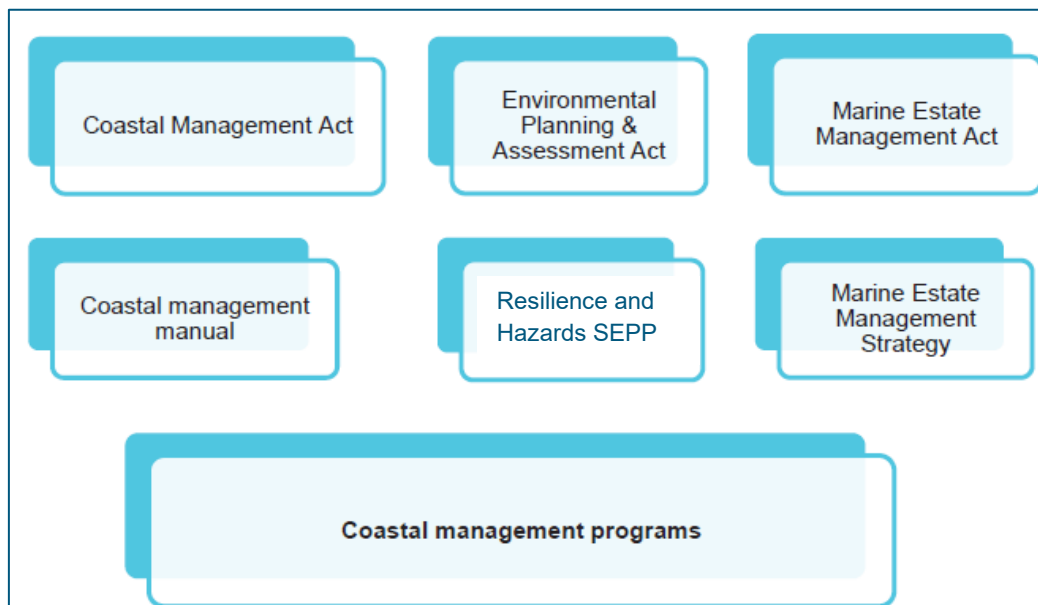 Coastal Management Act
Environmental
Planning &
Assessment Act
Marine Estate
Management Act
Coastal management
manual
Resilience and
Hazards SEPP
Marine Estate
Management
Strategy
Coastal management programs